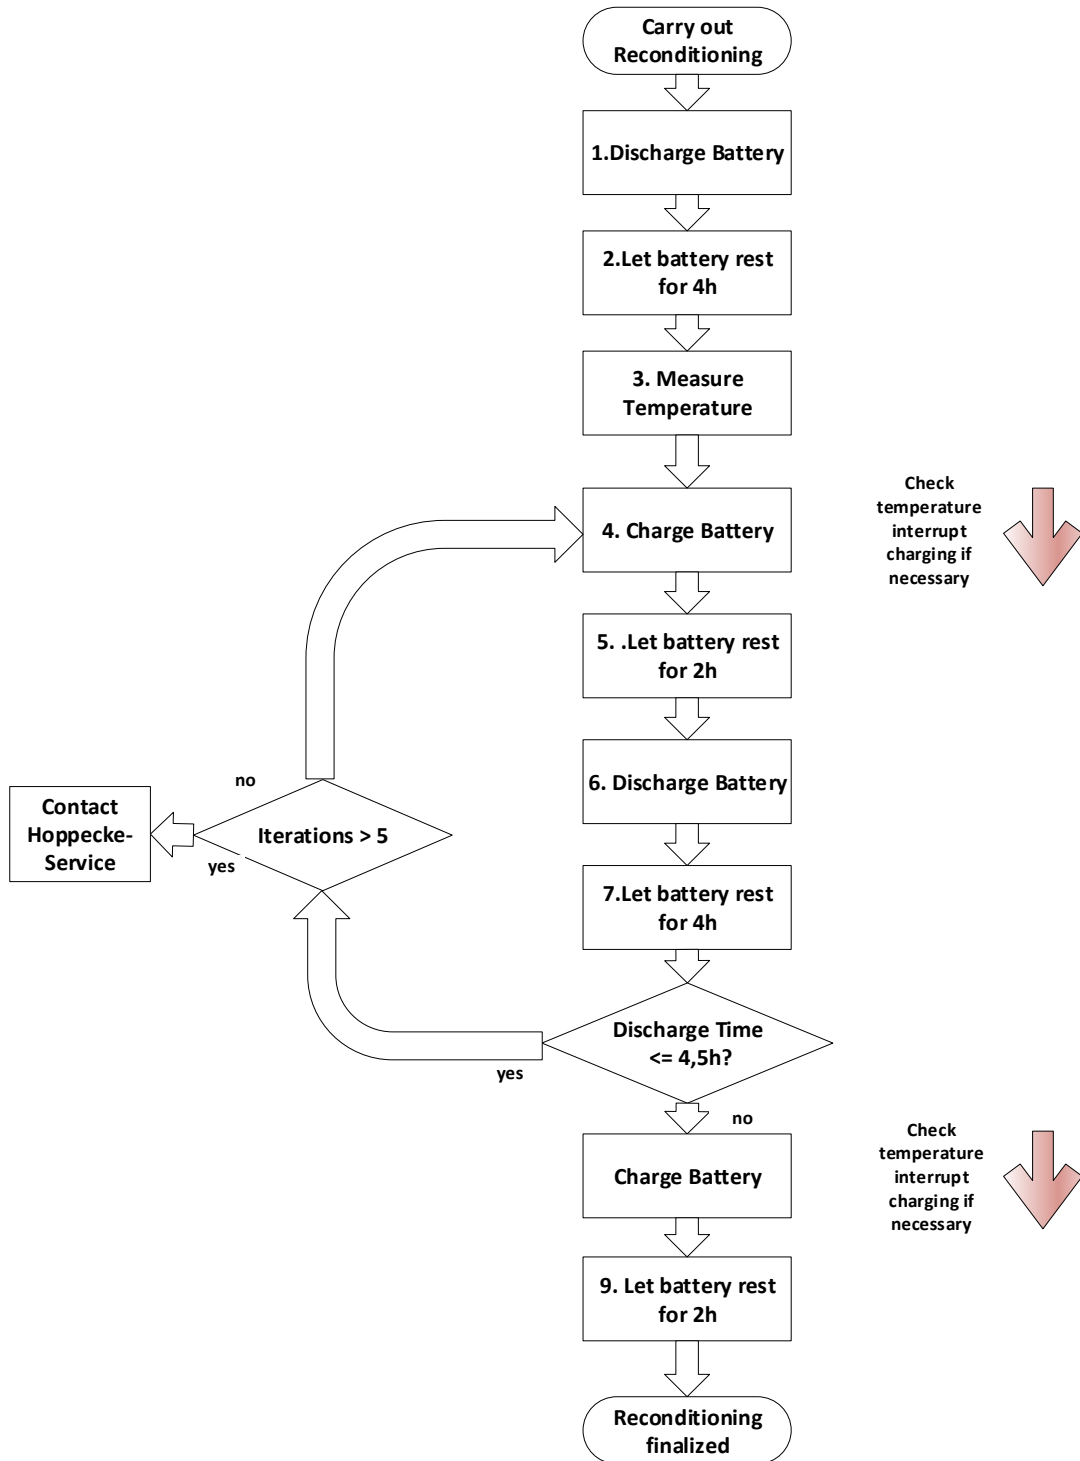 Carry out
Reconditioning
1.Discharge Battery
2.Let battery rest
for 4h
3. Measure
Temperature
4. Charge Battery
Check
temperature
interrupt
charging if
necessary
5. .Let battery rest
for 2h
6. Discharge Battery
no
Contact
Hoppecke-
Service
Iterations > 5
yes
7.Let battery rest
for 4h
Discharge Time
<= 4,5h?
yes
no
Charge Battery
Check
temperature
interrupt
charging if
necessary
9. Let battery rest
for 2h
Reconditioning
finalized